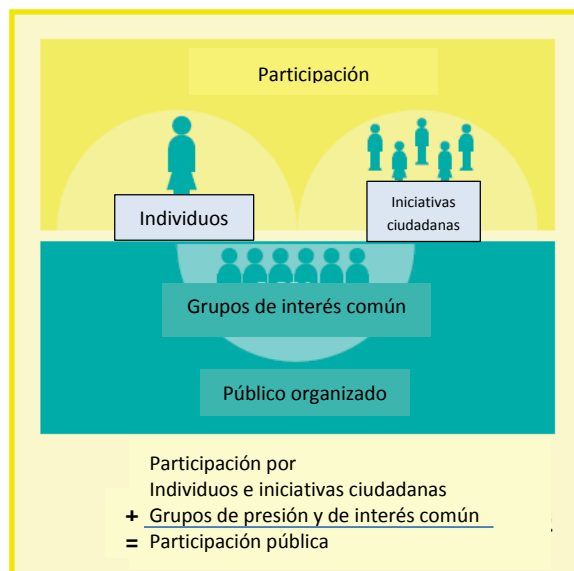 Participación
Individuos
Iniciativas
ciudadanas
Grupos de interés común
Público organizado
Participación por
Individuos e iniciativas ciudadanas
+ Grupos de presión y de interés común
= Participación pública